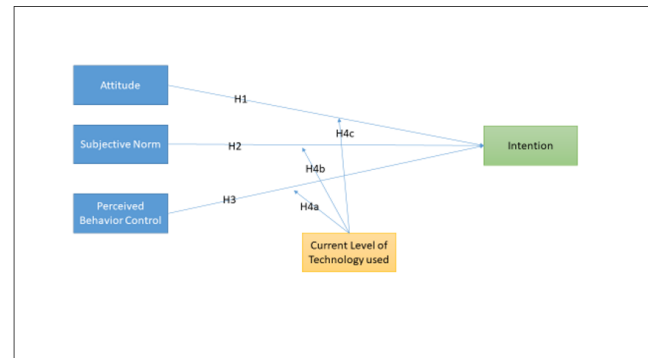 Attitude
H1
H4c
Subjective Norm
H2
Intention
H4b
Perceived
Behavior Control
H3
H4a
Current Level of
Technology used